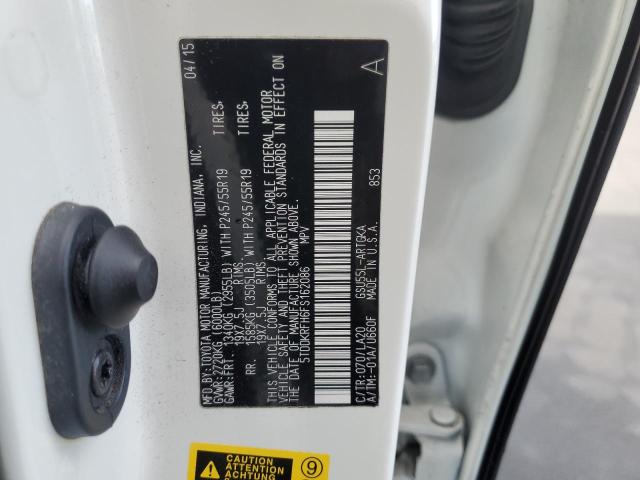 MFD.BY:TOYOTA MOTOR MANUFACTURING, INDIANA, INC. 04/15
GVWR:2720KG(6000LB)
GAWR:FRT. 1340KG(2955LB) WITH P245/55R19 TIRES,
19X7.5J RIMS,
RR. 1585KG(3505LB) WITH P245/55R19 TIRES,
19X7.5J RIMS.
THIS VEHICLE CONFORMS TO ALL APPLICABLE FEDERAL MOTOR
VEHICLE SAFETY AND THEFT PREVENTION STANDARDS IN EFFECT ON
THE DATE OF MANUFACTURE SHOWN ABOVE.
5TDDKRFH6FS162086 MPV
C/TR:070/LA20 GSU55L-ARTGKA 853 A
A/TM:-01A/U660F MADE IN U.S.A.
CAUTION
ATTENTION
ACHTUNG
9